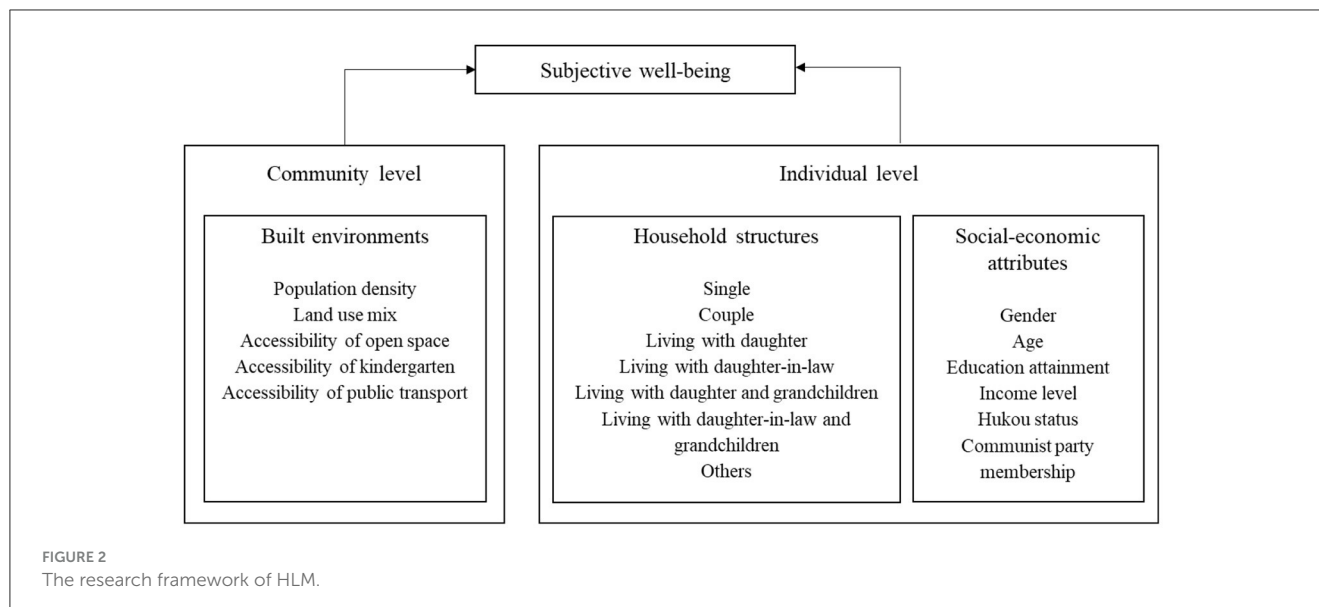 Subjective well-being
Community level
Built environments
Population density
Land use mix
Accessibility of open space
Accessibility of kindergarten
Accessibility of public transport
Individual level
Household structures
Single
Couple
Living with daughter
Living with daughter-in-law
Living with daughter and grandchildren
Living with daughter-in-law and
grandchildren
Others
Social-economic
attributes
Gender
Age
Education attainment
Income level
Hukou status
Communist party
membership
FIGURE 2
The research framework of HLM.